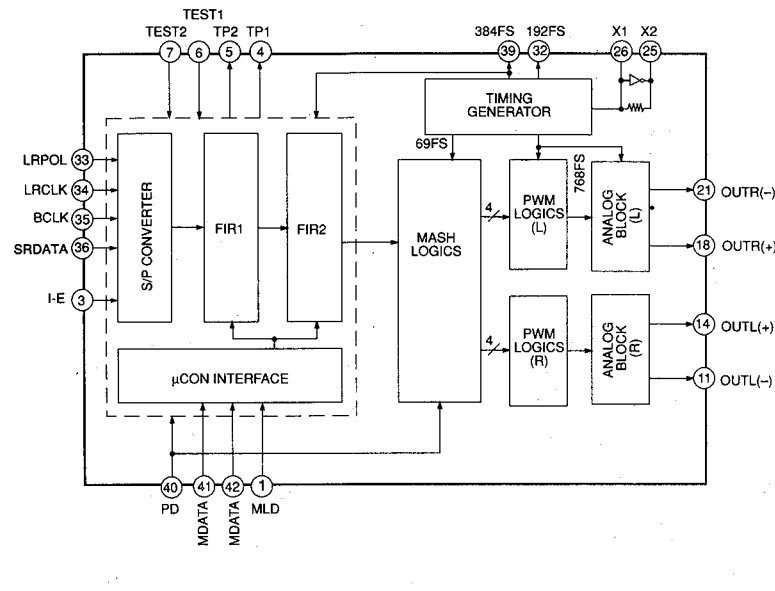 TEST1
TEST2 TP2 TP1
7 6 5 4
384FS 192FS X1 X2
39 32 26 25
TIMING
GENERATOR
69FS
768FS
LRPOL 33
LRCLK 34
BCLK 35
SRDATA 36
I-E 3
S/P CONVERTER
FIR1
FIR2
MASH
LOGICS
4
PWM
LOGICS
(L)
ANALOG
BLOCK
(L)
21 OUTR(-)
18 OUTR(+)
4
PWM
LOGICS
(R)
ANALOG
BLOCK
(R)
14 OUTL(+)
11 OUTL(-)
μCON INTERFACE
40 41 42 1
PD MDATA MDATA MLD